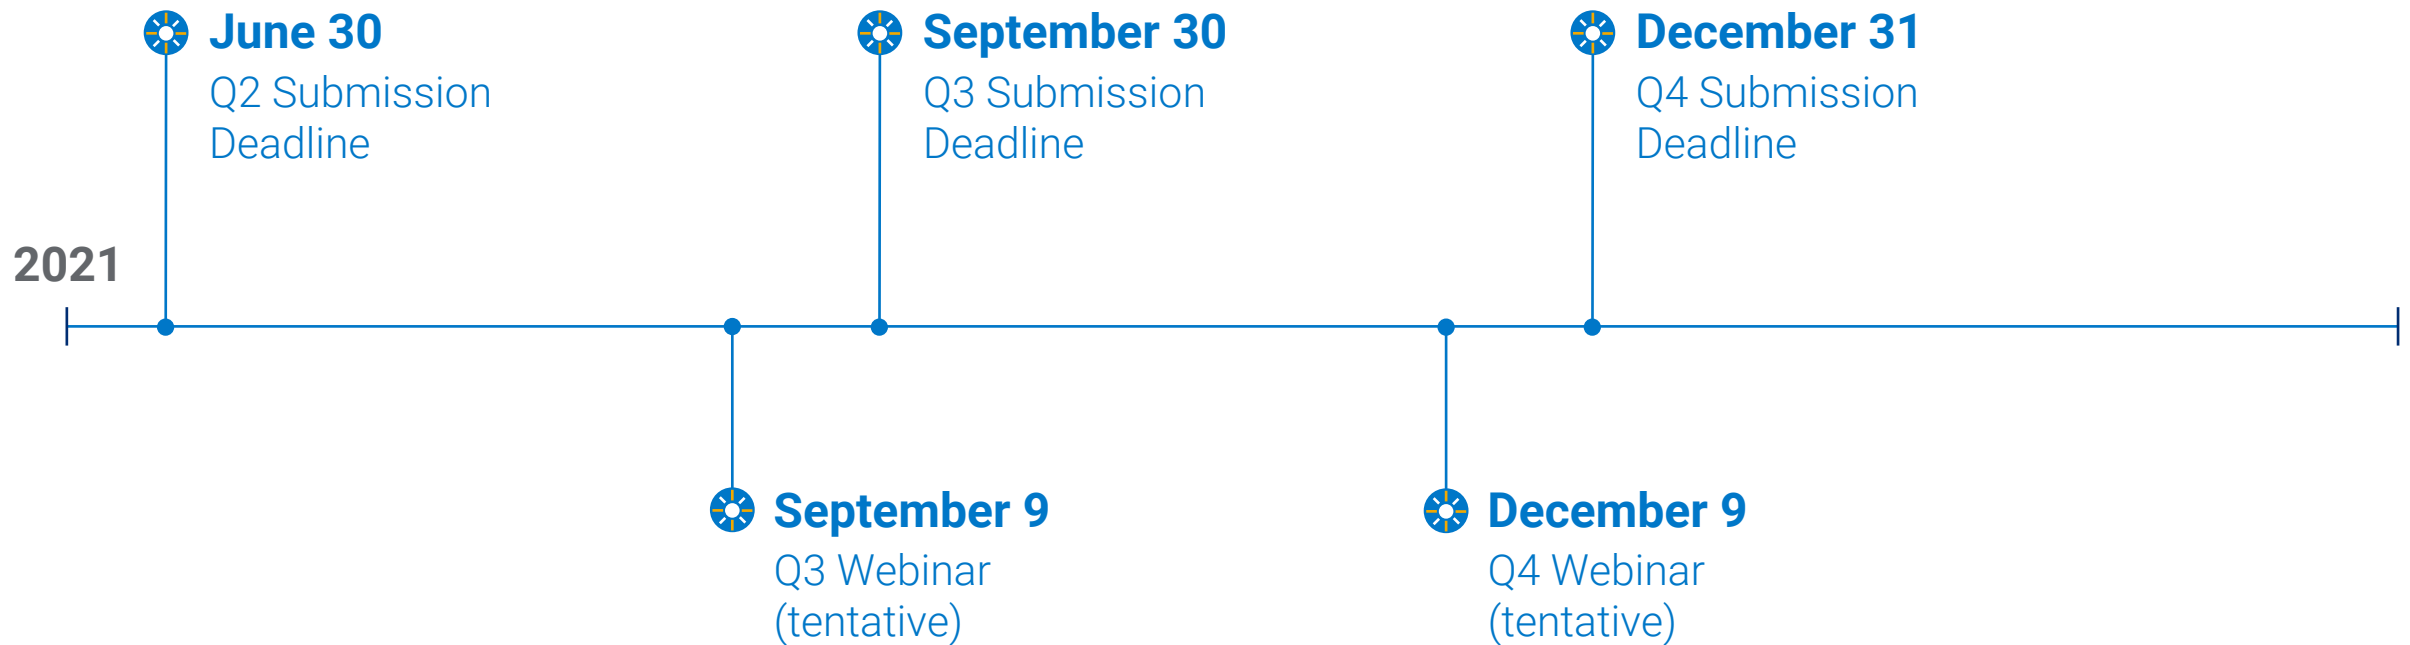 June 30
Q2 Submission
Deadline
September 30
Q3 Submission
Deadline
December 31
Q4 Submission
Deadline
2021
September 9
Q3 Webinar
(tentative)
December 9
Q4 Webinar
(tentative)